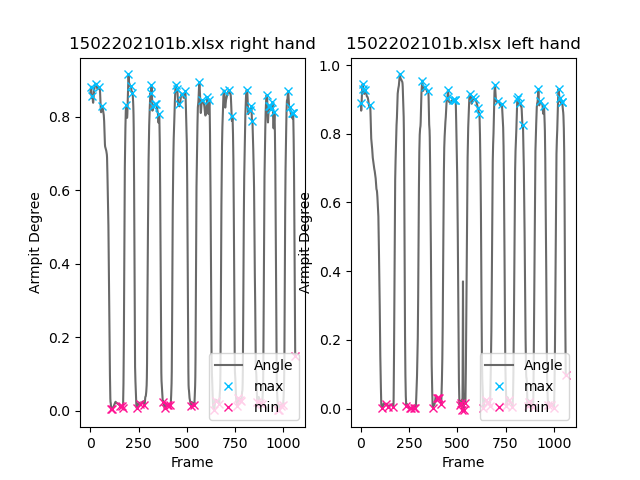 1502202101b.xlsx right hand
Armpit Degree
0.8
0.6
0.4
0.2
0.0
0
250
500
750
1000
Frame
Angle
max
min
1502202101b.xlsx left hand
Armpit Degree
1.0
0.8
0.6
0.4
0.2
0.0
0
250
500
750
1000
Frame
Angle
max
min